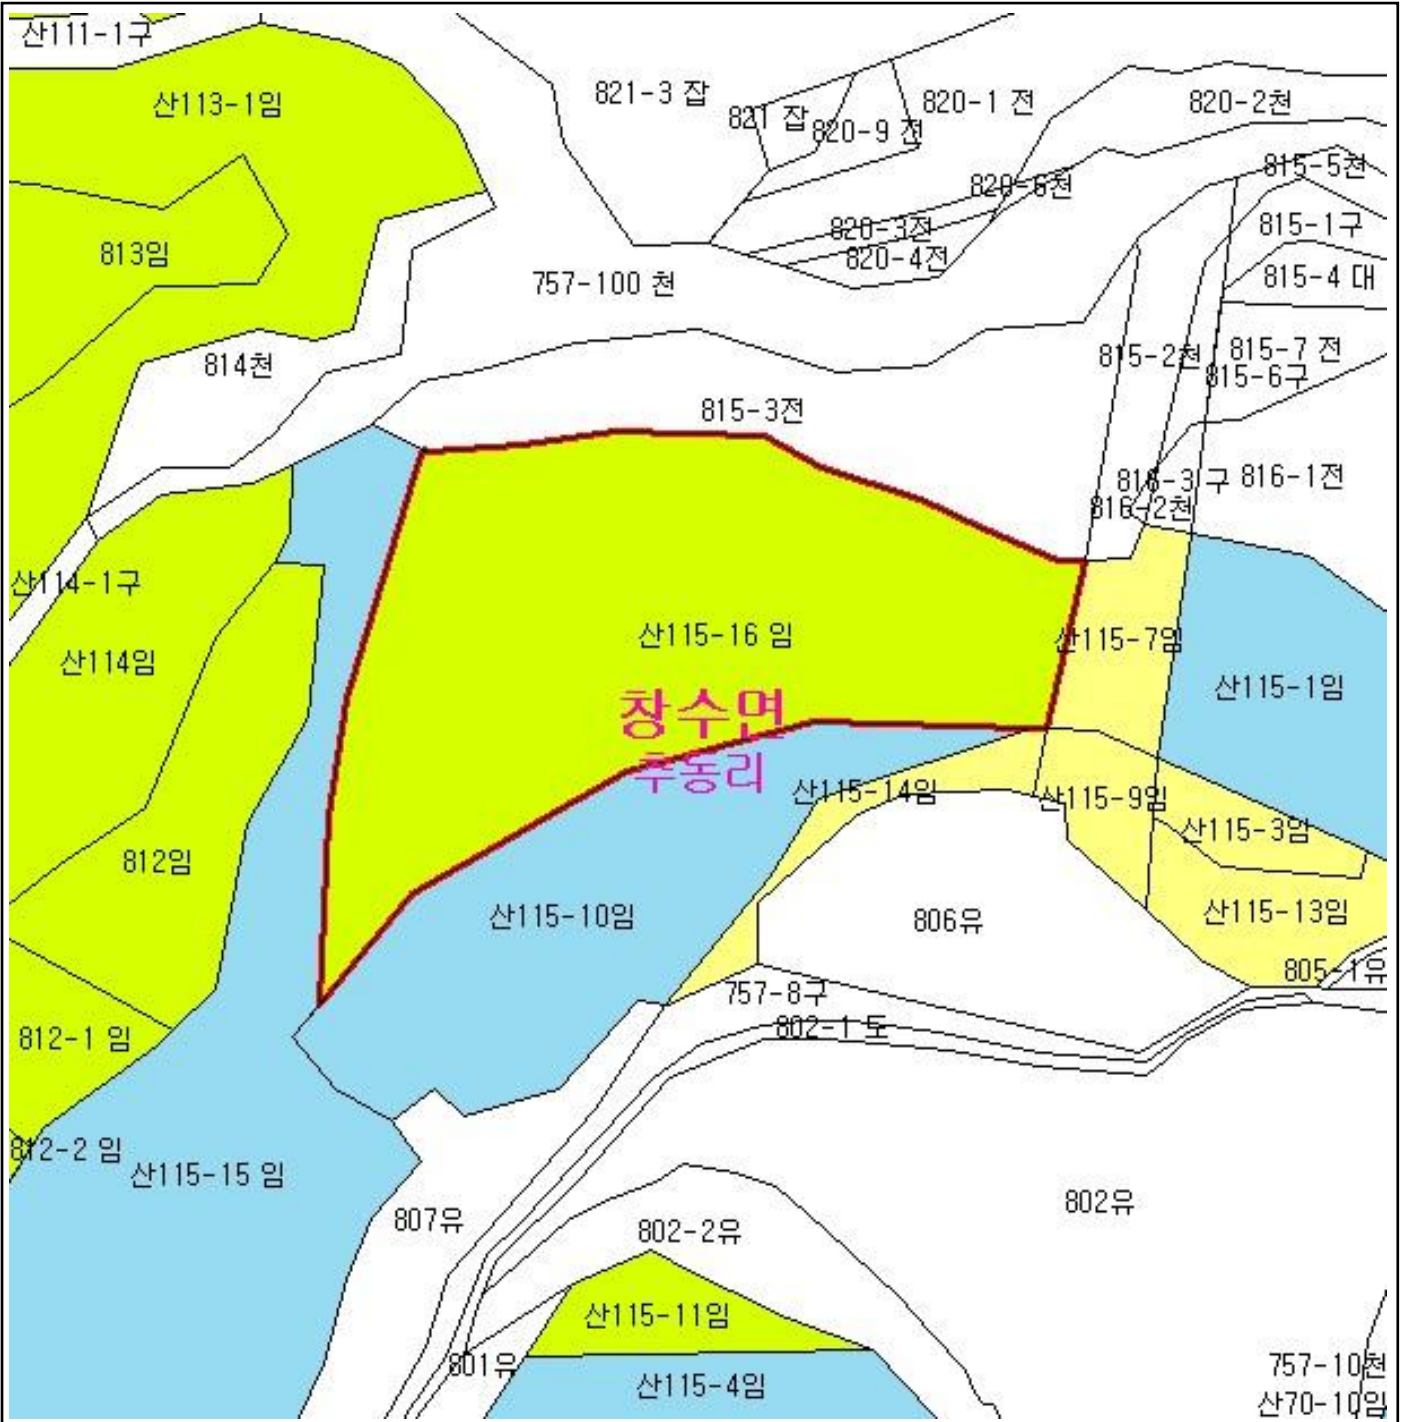 산111-1구
산113-1임
821-3 잡
821 잡
820-9 전
820-1 전
820-2천
815-5천
820-6천
813임
820-3전
815-1구
820-4전
815-4 대
757-100 천
814천
815-2천
815-7 전
815-6구
815-3전
816-3 구
816-1전
816-2천
산114-1구
산115-16 임
산115-7임
산114임
산115-1임
창수면
추동리
산115-14임
산115-9임
산115-3임
812임
산115-10임
806유
산115-13임
805-1유
757-8구
802-1 도
812-1 임
812-2 임
산115-15 임
807유
802-2유
802유
산115-11임
801유
산115-4임
757-10천
산70-10임